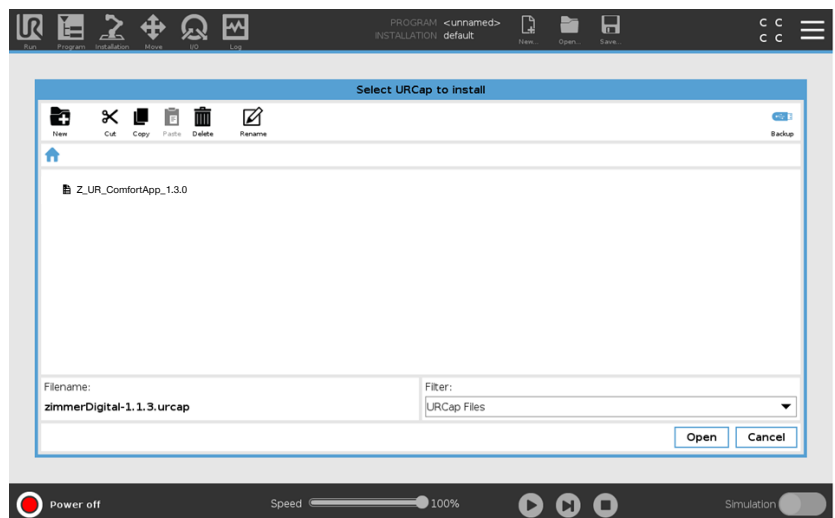 UR
PROGRAM <unnamed>
INSTALLATION default
Run Program Installation Move I/O Log New... Open... Save...
C C
C C
Select URCap to install
New Cut Copy Paste Delete Rename Backup
Z_UR_ComfortApp_1.3.0
Filename: Filter:
zimmerDigital-1.1.3.urcap URCap Files
Open Cancel
Power off Speed 100% Simulation